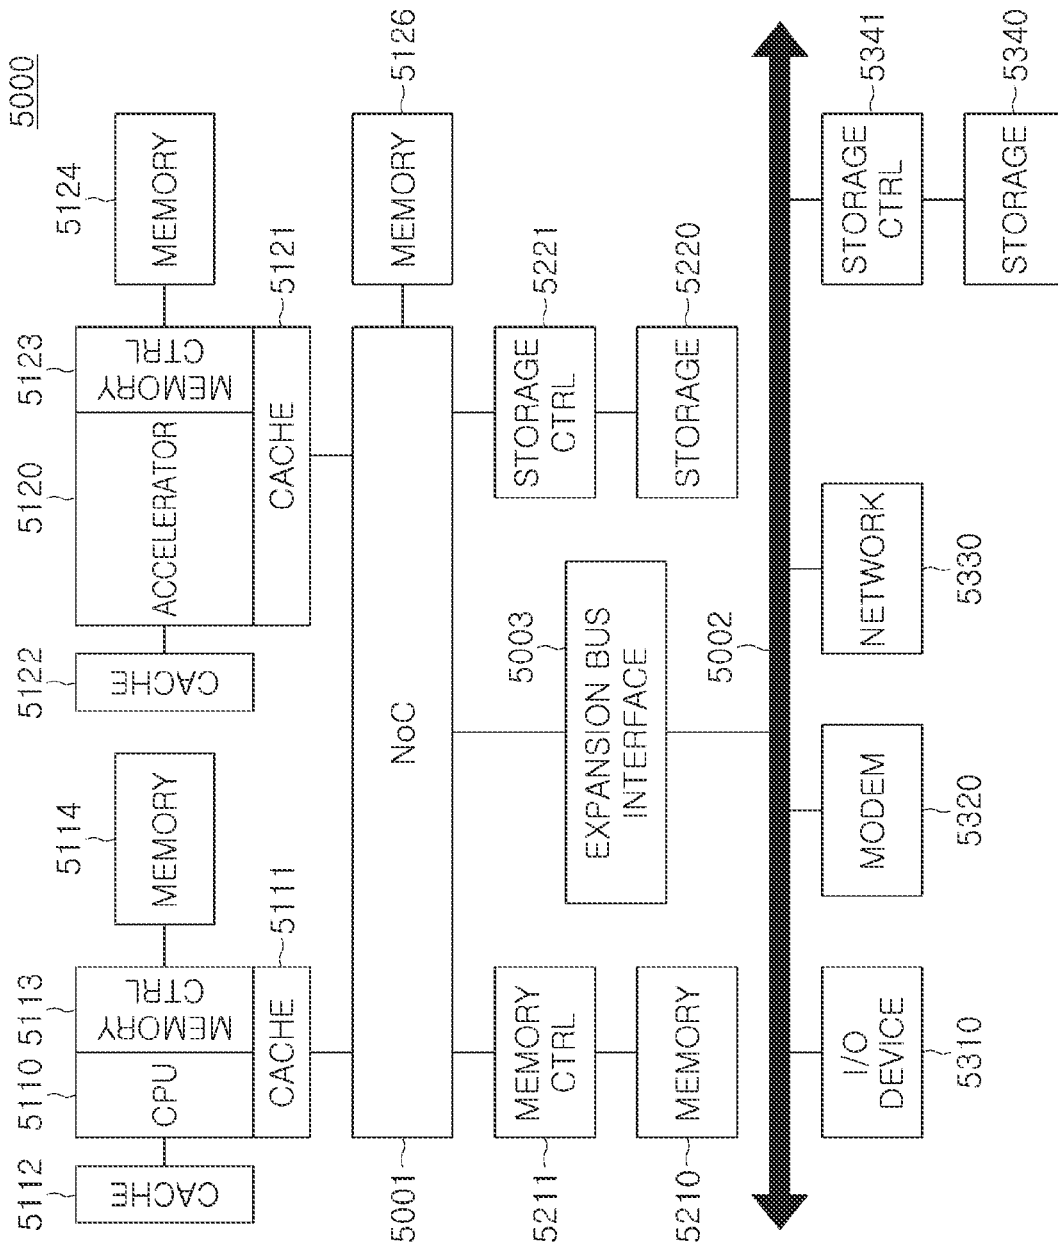 5000
5112
5110
5113
5114
5122
5120
5123
5124
CACHE
CPU
MEMORY
CTRL
MEMORY
CACHE
ACCELERATOR
MEMORY
CTRL
MEMORY
CACHE
5111
CACHE
5121
5001
NoC
MEMORY
5126
5211
MEMORY
CTRL
5003
EXPANSION BUS
INTERFACE
STORAGE
CTRL
5221
5210
MEMORY
STORAGE
5220
5002
I/O
DEVICE
MODEM
NETWORK
STORAGE
CTRL
5341
5310
5320
5330
STORAGE
5340